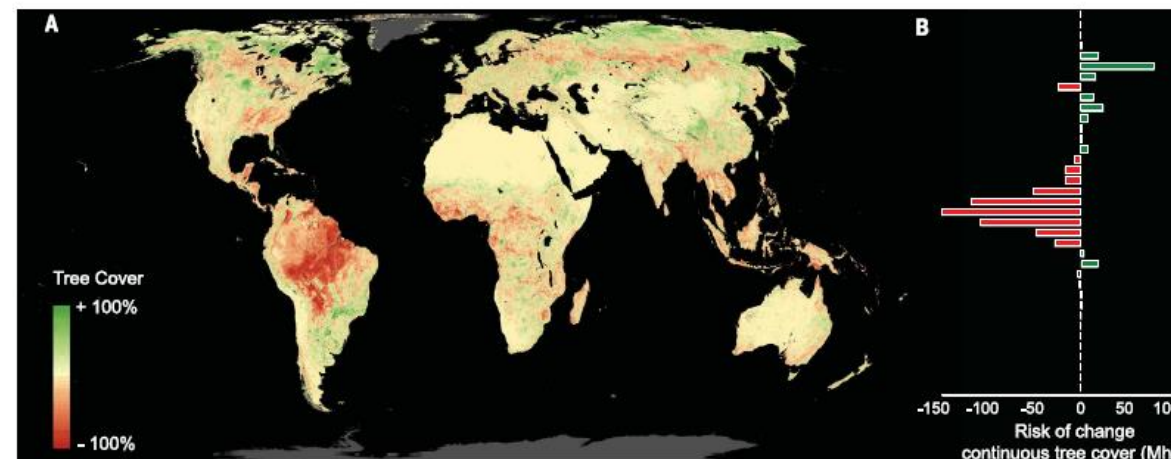 A
B
Tree Cover
+ 100%
- 100%
-150 -100 -50 0 50
Risk of change
continuous tree cover